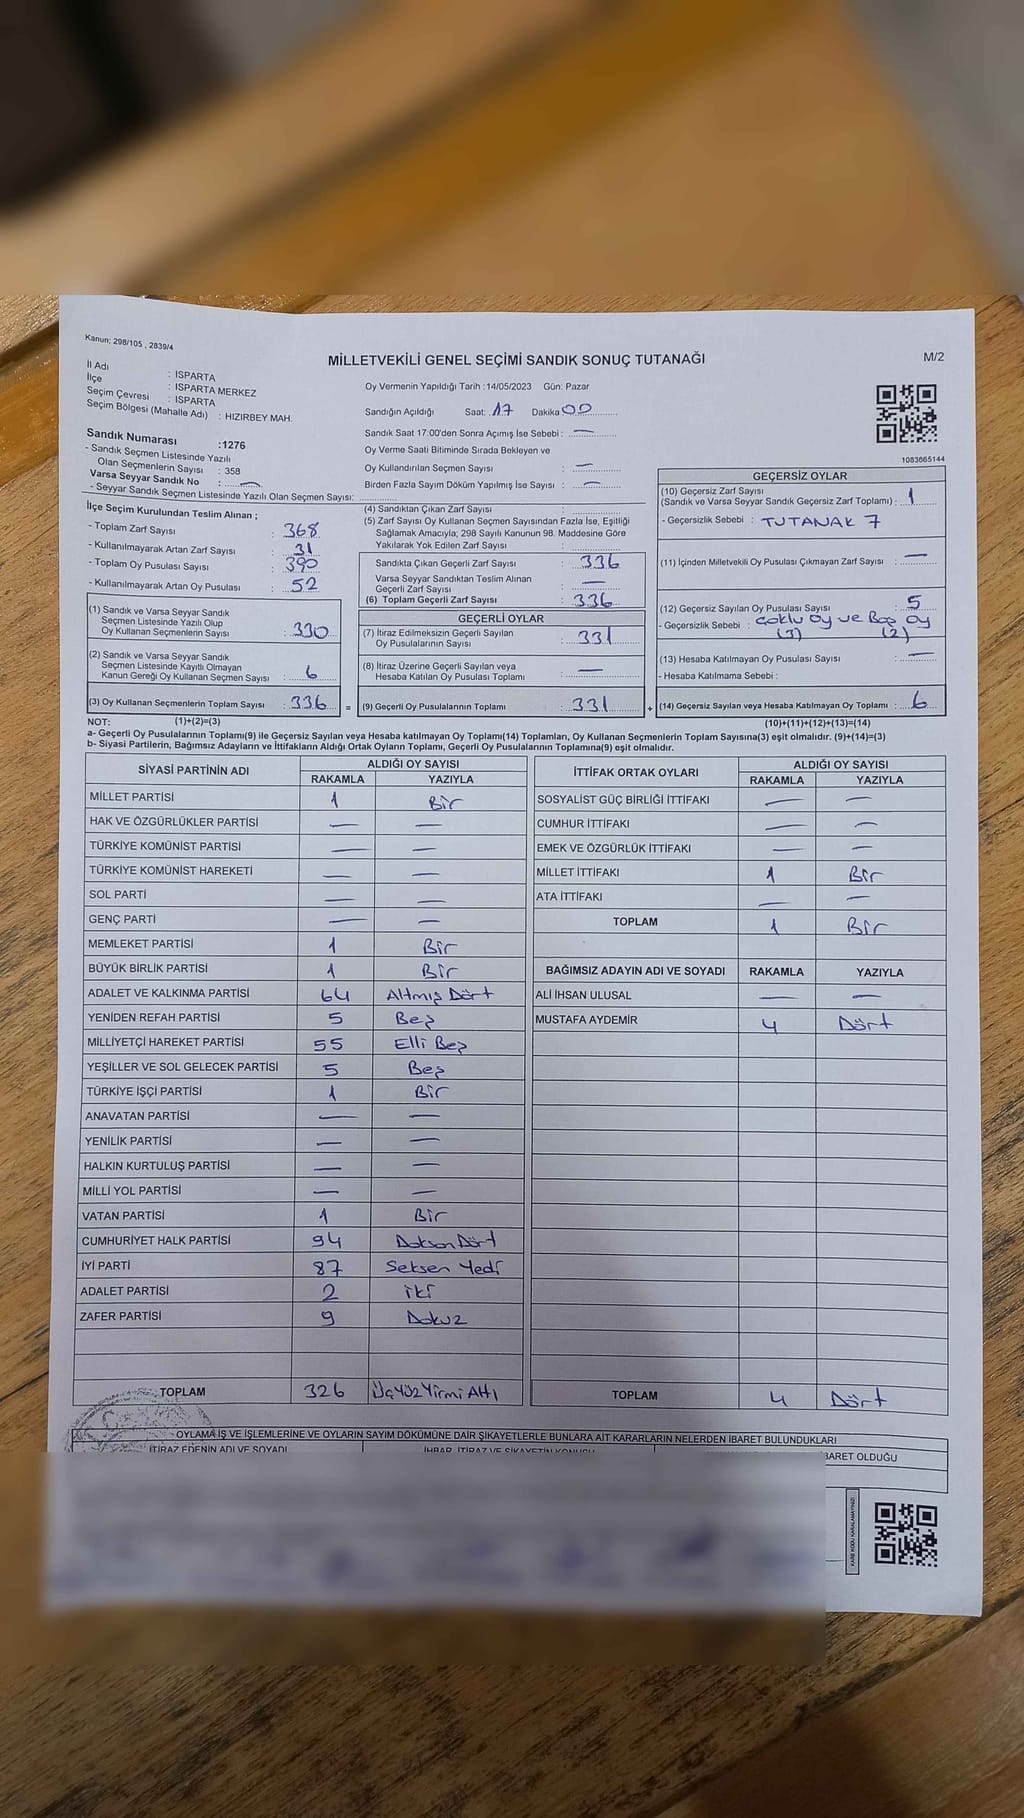 Kanun; 298/105 , 2839/4
MİLLETVEKİLİ GENEL SEÇİMİ SANDIK SONUÇ TUTANAĞI
M/2
İl Adı : ISPARTA
İlçe : ISPARTA MERKEZ
Seçim Çevresi : ISPARTA
Seçim Bölgesi (Mahalle Adı) : HIZIRBEY MAH.
Sandık Numarası :1276
- Sandık Seçmen Listesinde Yazılı
Olan Seçmenlerin Sayısı : 358
Varsa Seyyar Sandık No : —
- Seyyar Sandık Seçmen Listesinde Yazılı Olan Seçmen Sayısı:
Oy Vermenin Yapıldığı Tarih :14/05/2023 Gün: Pazar
Sandığın Açıldığı Saat: 17 Dakika 00
Sandık Saat 17:00'den Sonra Açımış İse Sebebi : —
Oy Verme Saati Bitiminde Sırada Bekleyen ve
Oy Kullandırılan Seçmen Sayısı : —
Birden Fazla Sayım Döküm Yapılmış İse Sayısı : —
1083665144
İlçe Seçim Kurulundan Teslim Alınan ;
- Toplam Zarf Sayısı : 368
- Kullanılmayarak Artan Zarf Sayısı : 31
- Toplam Oy Pusulası Sayısı : 390
- Kullanılmayarak Artan Oy Pusulası : 52
(1) Sandık ve Varsa Seyyar Sandık
Seçmen Listesinde Yazılı Olup
Oy Kullanan Seçmenlerin Sayısı : 330
(2) Sandık ve Varsa Seyyar Sandık
Seçmen Listesinde Kayıtlı Olmayan
Kanun Gereği Oy Kullanan Seçmen Sayısı : 6
(3) Oy Kullanan Seçmenlerin Toplam Sayısı : 336
(4) Sandıktan Çıkan Zarf Sayısı :
(5) Zarf Sayısı Oy Kullanan Seçmen Sayısından Fazla İse, Eşitliği
Sağlamak Amacıyla; 298 Sayılı Kanunun 98. Maddesine Göre
Yakılarak Yok Edilen Zarf Sayısı :
Sandıkta Çıkan Geçerli Zarf Sayısı : 336
Varsa Seyyar Sandıktan Teslim Alınan
Geçerli Zarf Sayısı : —
(6) Toplam Geçerli Zarf Sayısı : 336
GEÇERLİ OYLAR
(7) İtiraz Edilmeksizin Geçerli Sayılan
Oy Pusulalarının Sayısı : 331
(8) İtiraz Üzerine Geçerli Sayılan veya
Hesaba Katılan Oy Pusulası Toplamı : —
= (9) Geçerli Oy Pusulalarının Toplamı : 331 +
GEÇERSİZ OYLAR
(10) Geçersiz Zarf Sayısı
(Sandık ve Varsa Seyyar Sandık Geçersiz Zarf Toplamı) : 1
- Geçersizlik Sebebi : TUTANAK 7
(11) İçinden Milletvekili Oy Pusulası Çıkmayan Zarf Sayısı : —
(12) Geçersiz Sayılan Oy Pusulası Sayısı : 5
- Geçersizlik Sebebi : Çoklu Oy ve Boş Oy
(3) (2)
(13) Hesaba Katılmayan Oy Pusulası Sayısı : —
- Hesaba Katılmama Sebebi :
(14) Geçersiz Sayılan veya Hesaba Katılmayan Oy Toplamı : 6
NOT: (1)+(2)=(3) (10)+(11)+(12)+(13)=(14)
a- Geçerli Oy Pusulalarının Toplamı(9) ile Geçersiz Sayılan veya Hesaba katılmayan Oy Toplamı(14) Toplamları, Oy Kullanan Seçmenlerin Toplam Sayısına(3) eşit olmalıdır. (9)+(14)=(3)
b- Siyasi Partilerin, Bağımsız Adayların ve İttifakların Aldığı Ortak Oyların Toplamı, Geçerli Oy Pusulalarının Toplamına(9) eşit olmalıdır.
SİYASİ PARTİNİN ADI ALDIĞI OY SAYISI
RAKAMLA YAZIYLA
MİLLET PARTİSİ 1 Bir
HAK VE ÖZGÜRLÜKLER PARTİSİ — —
TÜRKİYE KOMÜNİST PARTİSİ — —
TÜRKİYE KOMÜNİST HAREKETİ — —
SOL PARTİ — —
GENÇ PARTİ — —
MEMLEKET PARTİSİ 1 Bir
BÜYÜK BİRLİK PARTİSİ 1 Bir
ADALET VE KALKINMA PARTİSİ 64 Altmış Dört
YENİDEN REFAH PARTİSİ 5 Beş
MİLLİYETÇİ HAREKET PARTİSİ 55 Elli Beş
YEŞİLLER VE SOL GELECEK PARTİSİ 5 Beş
TÜRKİYE İŞÇİ PARTİSİ 1 Bir
ANAVATAN PARTİSİ — —
YENİLİK PARTİSİ — —
HALKIN KURTULUŞ PARTİSİ — —
MİLLİ YOL PARTİSİ — —
VATAN PARTİSİ 1 Bir
CUMHURİYET HALK PARTİSİ 94 Doksan Dört
İYİ PARTİ 87 Seksen Yedi
ADALET PARTİSİ 2 iki
ZAFER PARTİSİ 9 Dokuz
TOPLAM 326 Üçyüz Yirmi Altı
İTTİFAK ORTAK OYLARI ALDIĞI OY SAYISI
RAKAMLA YAZIYLA
SOSYALİST GÜÇ BİRLİĞİ İTTİFAKI — —
CUMHUR İTTİFAKI — —
EMEK VE ÖZGÜRLÜK İTTİFAKI — —
MİLLET İTTİFAKI 1 Bir
ATA İTTİFAKI — —
TOPLAM 1 Bir
BAĞIMSIZ ADAYIN ADI VE SOYADI RAKAMLA YAZIYLA
ALİ İHSAN ULUSAL — —
MUSTAFA AYDEMİR 4 Dört
TOPLAM 4 Dört
OYLAMA İŞ VE İŞLEMLERİNE VE OYLARIN SAYIM DÖKÜMÜNE DAİR ŞİKAYETLERLE BUNLARA AİT KARARLARIN NELERDEN İBARET BULUNDUKLARI
İTİRAZ EDENİN ADI VE SOYADI İHBAR, İTİRAZ VE ŞİKAYETİN KONUSU BARET OLDUĞU
KARE KODU KARALAMAYINIZ!